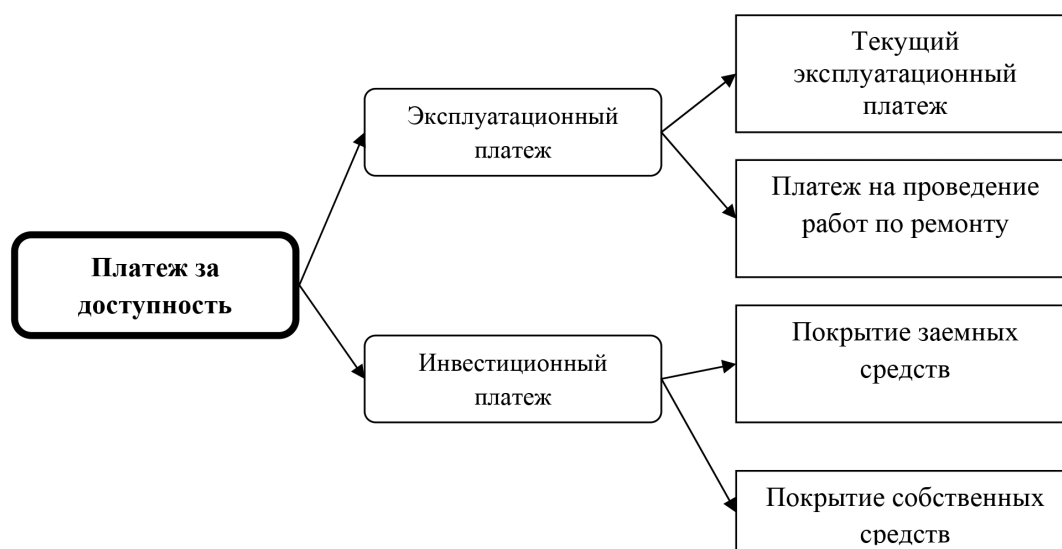 Текущий
эксплуатационный
платеж
Эксплуатационный
платеж
Платеж на проведение
работ по ремонту
Платеж за
доступность
Покрытие заемных
средств
Инвестиционный
платеж
Покрытие собственных
средств